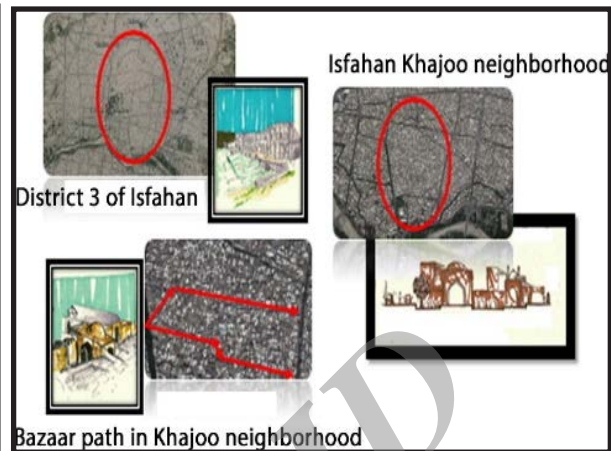 Isfahan Khajoo neighborhood
District 3 of Isfahan
Bazaar path in Khajoo neighborhood